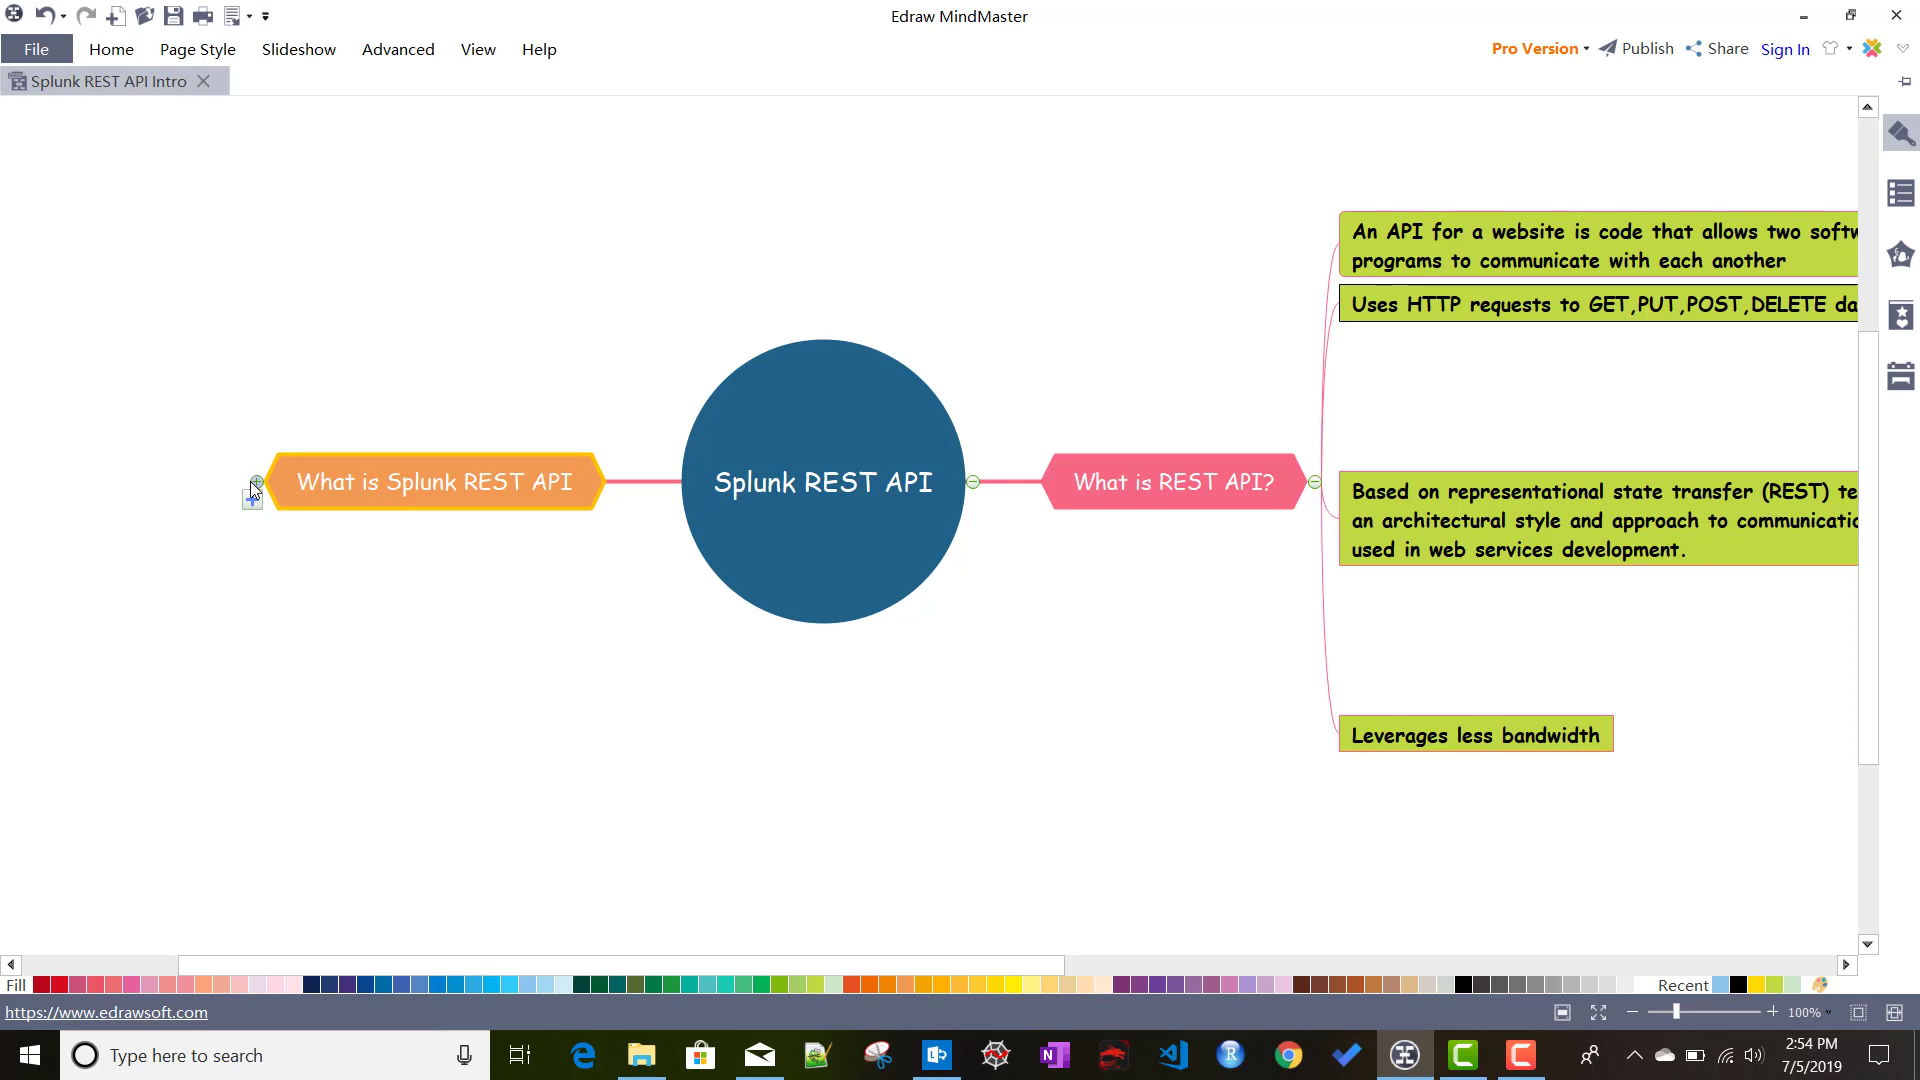 Edraw MindMaster
File Home Page Style Slideshow Advanced View Help
Pro Version Publish Share Sign In
Splunk REST API Intro
An API for a website is code that allows two softw
programs to communicate with each another
Uses HTTP requests to GET,PUT,POST,DELETE da
What is Splunk REST API
Splunk REST API
What is REST API?
Based on representational state transfer (REST) te
an architectural style and approach to communicatio
used in web services development.
Leverages less bandwidth
Fill
Recent
https://www.edrawsoft.com
100%
Type here to search
2:54 PM
7/5/2019